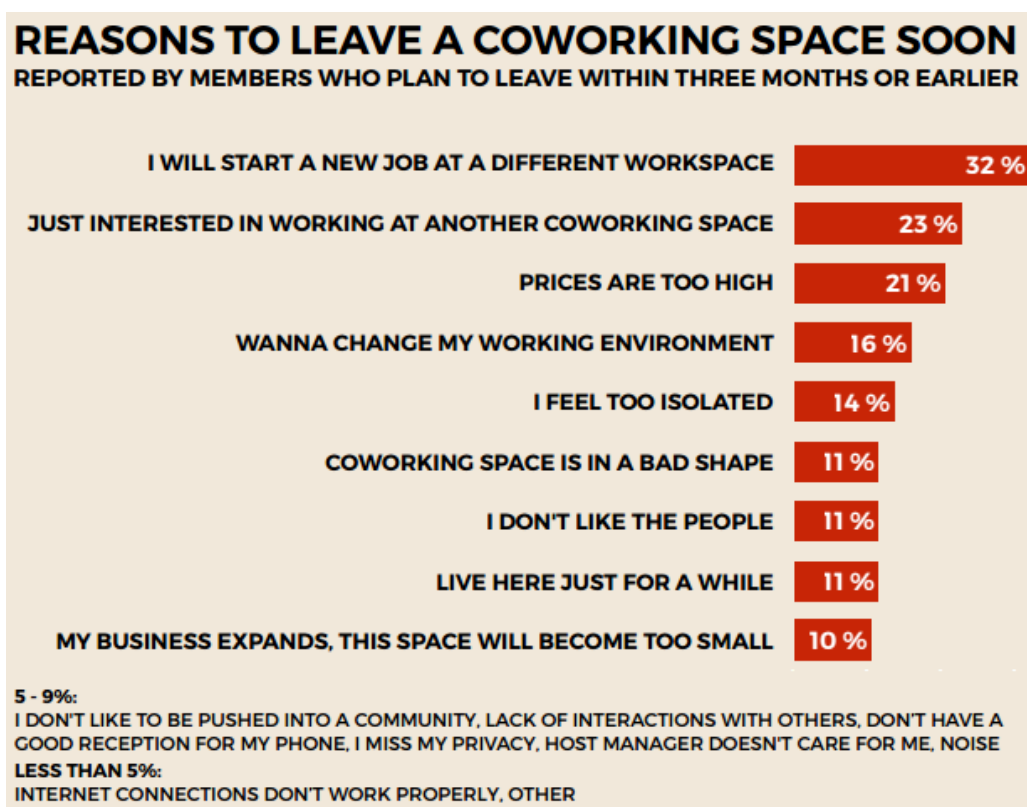 REASONS TO LEAVE A COWORKING SPACE SOON
REPORTED BY MEMBERS WHO PLAN TO LEAVE WITHIN THREE MONTHS OR EARLIER
I WILL START A NEW JOB AT A DIFFERENT WORKSPACE 32 %
JUST INTERESTED IN WORKING AT ANOTHER COWORKING SPACE 23 %
PRICES ARE TOO HIGH 21 %
WANNA CHANGE MY WORKING ENVIRONMENT 16 %
I FEEL TOO ISOLATED 14 %
COWORKING SPACE IS IN A BAD SHAPE 11 %
I DON'T LIKE THE PEOPLE 11 %
LIVE HERE JUST FOR A WHILE 11 %
MY BUSINESS EXPANDS, THIS SPACE WILL BECOME TOO SMALL 10 %
5 - 9%:
I DON'T LIKE TO BE PUSHED INTO A COMMUNITY, LACK OF INTERACTIONS WITH OTHERS, DON'T HAVE A
GOOD RECEPTION FOR MY PHONE, I MISS MY PRIVACY, HOST MANAGER DOESN'T CARE FOR ME, NOISE
LESS THAN 5%:
INTERNET CONNECTIONS DON'T WORK PROPERLY, OTHER